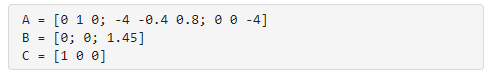 A = [0 1 0; -4 -0.4 0.8; 0 0 -4]
B = [0; 0; 1.45]
C = [1 0 0]